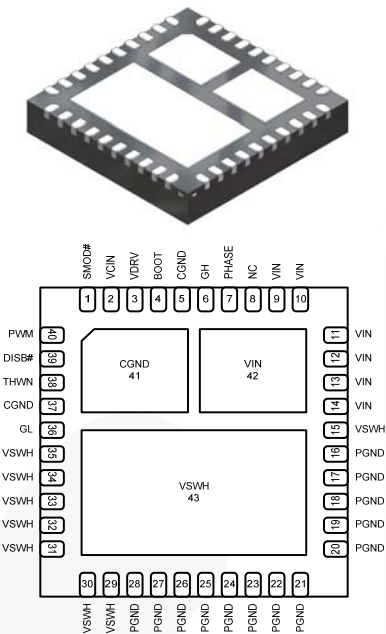 SMOD# VCIN VDRV BOOT CGND GH PHASE NC VIN VIN
1 2 3 4 5 6 7 8 9 10
PWM 40
DISB# 39
THWN 38
CGND 37
GL 36
VSWH 35
VSWH 34
VSWH 33
VSWH 32
VSWH 31
CGND
41
VIN
42
VSWH
43
11 VIN
12 VIN
13 VIN
14 VIN
15 VSWH
16 PGND
17 PGND
18 PGND
19 PGND
20 PGND
30 29 28 27 26 25 24 23 22 21
VSWH VSWH PGND PGND PGND PGND PGND PGND PGND PGND